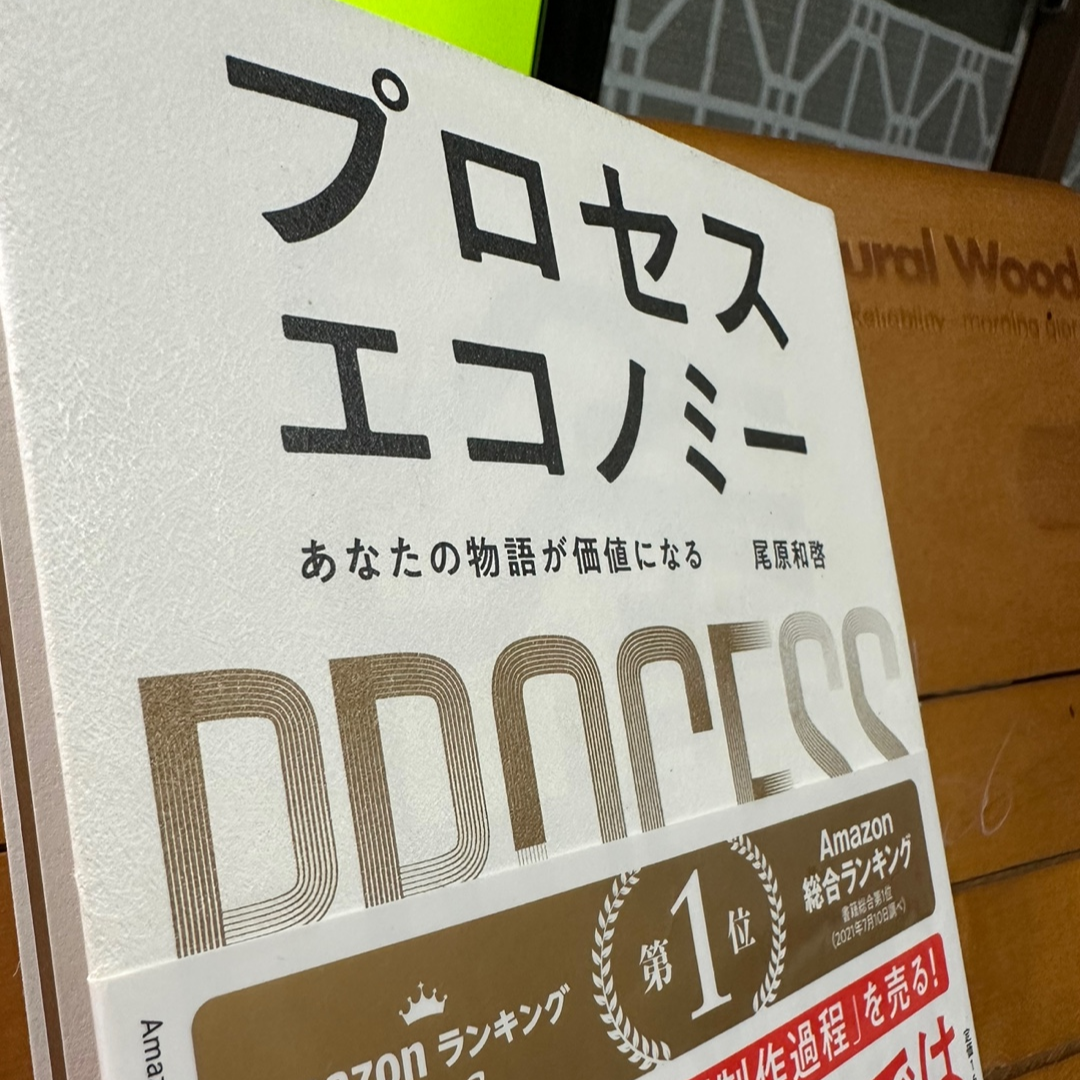 プロセス
エコノミー
あなたの物語が価値になる 尾原和啓
PROCESS
Amazon
総合ランキング
書籍総合第1位
(2021年7月10日調べ)
第1位
ランキング
制作過程」を売る!
ural Wood
Reliability morning glor